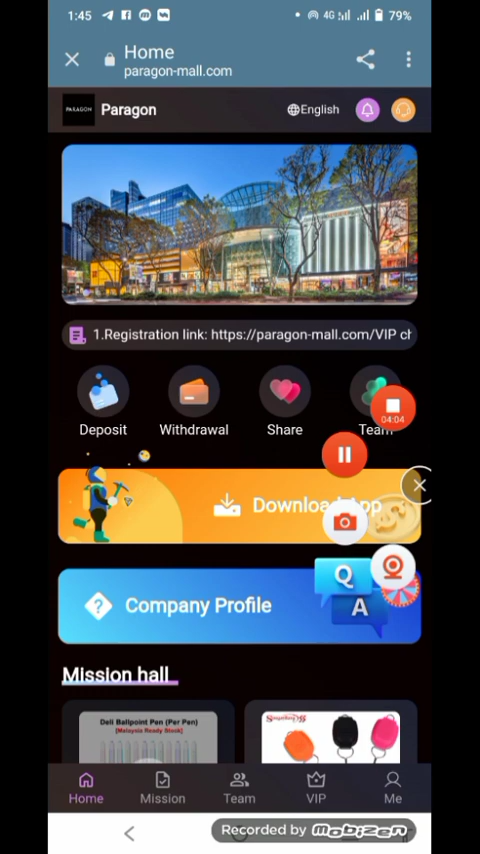 1:45
4G
79%
Home
paragon-mall.com
PARAGON
Paragon
English
1.Registration link: https://paragon-mall.com/VIP ch
Deposit
Withdrawal
Share
Team
04:04
Download App
Q
A
Company Profile
Mission hall
Deli Ballpoint Pen (Per Pen)
[Malaysia Ready Stock]
Home
Mission
Team
VIP
Me
Recorded by mobizen